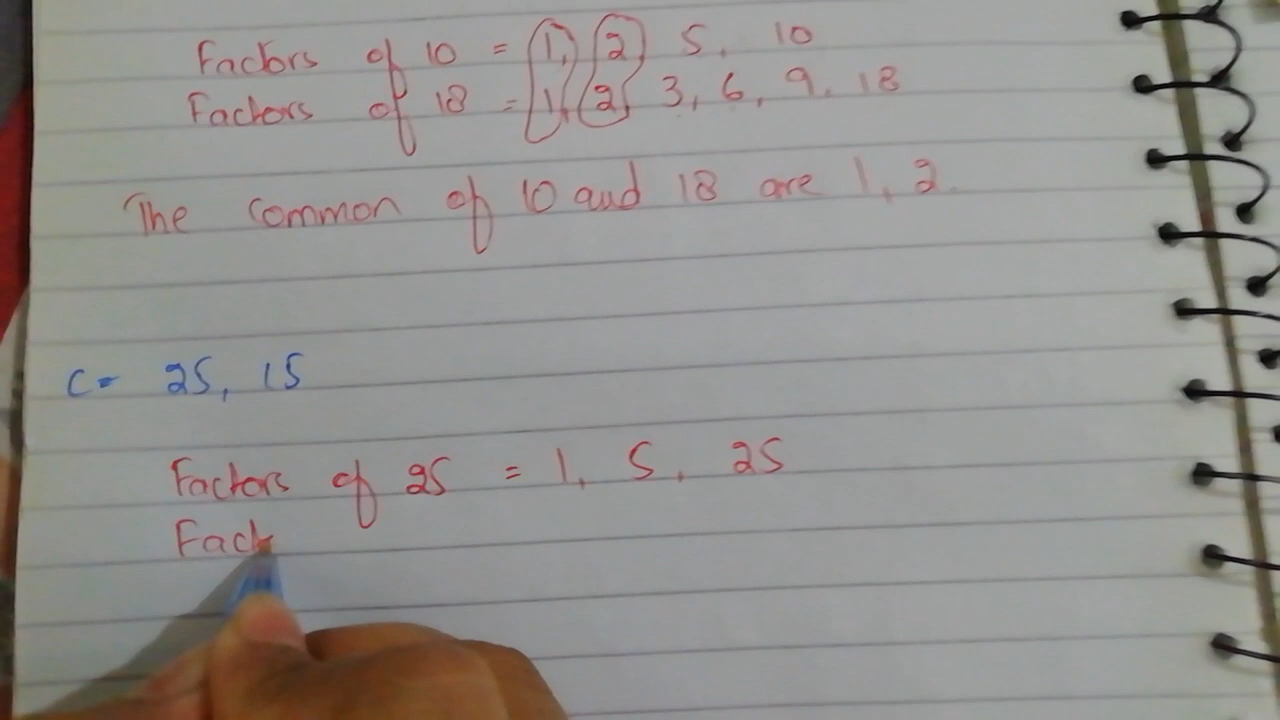 Factors of 10 = 1, 2, 5, 10
Factors of 18 = 1, 2, 3, 6, 9, 18
The common of 10 and 18 are 1, 2.
C- 25, 15
Factors of 25 = 1, 5, 25
Fact